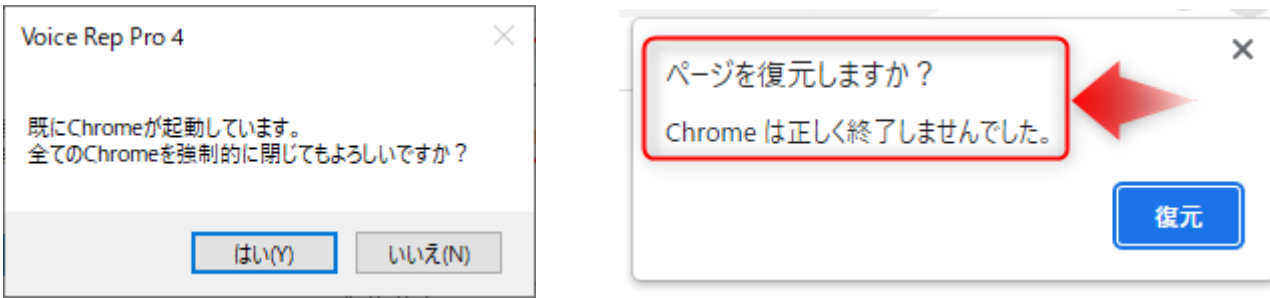 Voice Rep Pro 4
既にChromeが起動しています。
全てのChromeを強制的に閉じてもよろしいですか？
はい(Y)
いいえ(N)
ページを復元しますか？
Chrome は正しく終了しませんでした。
復元